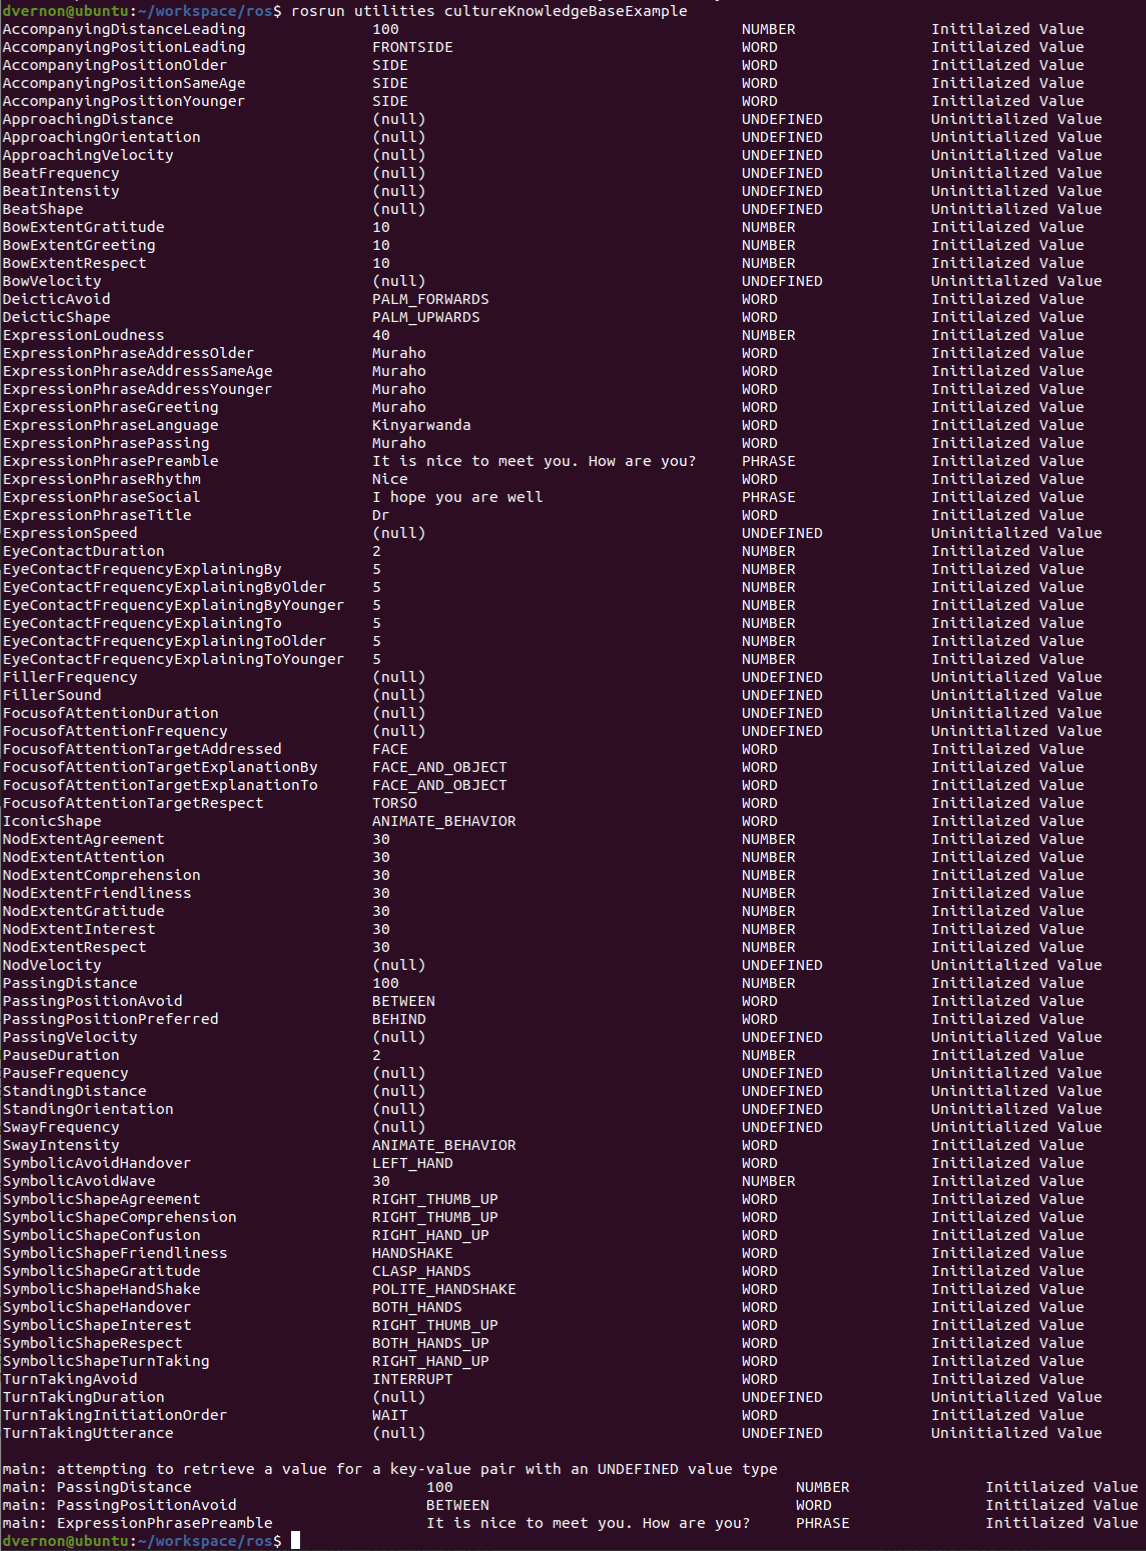 dvernon@ubuntu:~/workspace/ros$ rosrun utilities cultureKnowledgeBaseExample
AccompanyingDistanceLeading 100 NUMBER Initilaized Value
AccompanyingPositionLeading FRONTSIDE WORD Initilaized Value
AccompanyingPositionOlder SIDE WORD Initilaized Value
AccompanyingPositionSameAge SIDE WORD Initilaized Value
AccompanyingPositionYounger SIDE WORD Initilaized Value
ApproachingDistance (null) UNDEFINED Uninitialized Value
ApproachingOrientation (null) UNDEFINED Uninitialized Value
ApproachingVelocity (null) UNDEFINED Uninitialized Value
BeatFrequency (null) UNDEFINED Uninitialized Value
BeatIntensity (null) UNDEFINED Uninitialized Value
BeatShape (null) UNDEFINED Uninitialized Value
BowExtentGratitude 10 NUMBER Initilaized Value
BowExtentGreeting 10 NUMBER Initilaized Value
BowExtentRespect 10 NUMBER Initilaized Value
BowVelocity (null) UNDEFINED Uninitialized Value
DeicticAvoid PALM_FORWARDS WORD Initilaized Value
DeicticShape PALM_UPWARDS WORD Initilaized Value
ExpressionLoudness 40 NUMBER Initilaized Value
ExpressionPhraseAddressOlder Muraho WORD Initilaized Value
ExpressionPhraseAddressSameAge Muraho WORD Initilaized Value
ExpressionPhraseAddressYounger Muraho WORD Initilaized Value
ExpressionPhraseGreeting Muraho WORD Initilaized Value
ExpressionPhraseLanguage Kinyarwanda WORD Initilaized Value
ExpressionPhrasePassing Muraho WORD Initilaized Value
ExpressionPhrasePreamble It is nice to meet you. How are you? PHRASE Initilaized Value
ExpressionPhraseRhythm Nice WORD Initilaized Value
ExpressionPhraseSocial I hope you are well PHRASE Initilaized Value
ExpressionPhraseTitle Dr WORD Initilaized Value
ExpressionSpeed (null) UNDEFINED Uninitialized Value
EyeContactDuration 2 NUMBER Initilaized Value
EyeContactFrequencyExplainingBy 5 NUMBER Initilaized Value
EyeContactFrequencyExplainingByOlder 5 NUMBER Initilaized Value
EyeContactFrequencyExplainingByYounger 5 NUMBER Initilaized Value
EyeContactFrequencyExplainingTo 5 NUMBER Initilaized Value
EyeContactFrequencyExplainingToOlder 5 NUMBER Initilaized Value
EyeContactFrequencyExplainingToYounger 5 NUMBER Initilaized Value
FillerFrequency (null) UNDEFINED Uninitialized Value
FillerSound (null) UNDEFINED Uninitialized Value
FocusofAttentionDuration (null) UNDEFINED Uninitialized Value
FocusofAttentionFrequency (null) UNDEFINED Uninitialized Value
FocusofAttentionTargetAddressed FACE WORD Initilaized Value
FocusofAttentionTargetExplanationBy FACE_AND_OBJECT WORD Initilaized Value
FocusofAttentionTargetExplanationTo FACE_AND_OBJECT WORD Initilaized Value
FocusofAttentionTargetRespect TORSO WORD Initilaized Value
IconicShape ANIMATE_BEHAVIOR WORD Initilaized Value
NodExtentAgreement 30 NUMBER Initilaized Value
NodExtentAttention 30 NUMBER Initilaized Value
NodExtentComprehension 30 NUMBER Initilaized Value
NodExtentFriendliness 30 NUMBER Initilaized Value
NodExtentGratitude 30 NUMBER Initilaized Value
NodExtentInterest 30 NUMBER Initilaized Value
NodExtentRespect 30 NUMBER Initilaized Value
NodVelocity (null) UNDEFINED Uninitialized Value
PassingDistance 100 NUMBER Initilaized Value
PassingPositionAvoid BETWEEN WORD Initilaized Value
PassingPositionPreferred BEHIND WORD Initilaized Value
PassingVelocity (null) UNDEFINED Uninitialized Value
PauseDuration 2 NUMBER Initilaized Value
PauseFrequency (null) UNDEFINED Uninitialized Value
StandingDistance (null) UNDEFINED Uninitialized Value
StandingOrientation (null) UNDEFINED Uninitialized Value
SwayFrequency (null) UNDEFINED Uninitialized Value
SwayIntensity ANIMATE_BEHAVIOR WORD Initilaized Value
SymbolicAvoidHandover LEFT_HAND WORD Initilaized Value
SymbolicAvoidWave 30 NUMBER Initilaized Value
SymbolicShapeAgreement RIGHT_THUMB_UP WORD Initilaized Value
SymbolicShapeComprehension RIGHT_THUMB_UP WORD Initilaized Value
SymbolicShapeConfusion RIGHT_HAND_UP WORD Initilaized Value
SymbolicShapeFriendliness HANDSHAKE WORD Initilaized Value
SymbolicShapeGratitude CLASP_HANDS WORD Initilaized Value
SymbolicShapeHandShake POLITE_HANDSHAKE WORD Initilaized Value
SymbolicShapeHandover BOTH_HANDS WORD Initilaized Value
SymbolicShapeInterest RIGHT_THUMB_UP WORD Initilaized Value
SymbolicShapeRespect BOTH_HANDS_UP WORD Initilaized Value
SymbolicShapeTurnTaking RIGHT_HAND_UP WORD Initilaized Value
TurnTakingAvoid INTERRUPT WORD Initilaized Value
TurnTakingDuration (null) UNDEFINED Uninitialized Value
TurnTakingInitiationOrder WAIT WORD Initilaized Value
TurnTakingUtterance (null) UNDEFINED Uninitialized Value
main: attempting to retrieve a value for a key-value pair with an UNDEFINED value type
main: PassingDistance 100 NUMBER Initilaized Value
main: PassingPositionAvoid BETWEEN WORD Initilaized Value
main: ExpressionPhrasePreamble It is nice to meet you. How are you? PHRASE Initilaized Value
dvernon@ubuntu:~/workspace/ros$